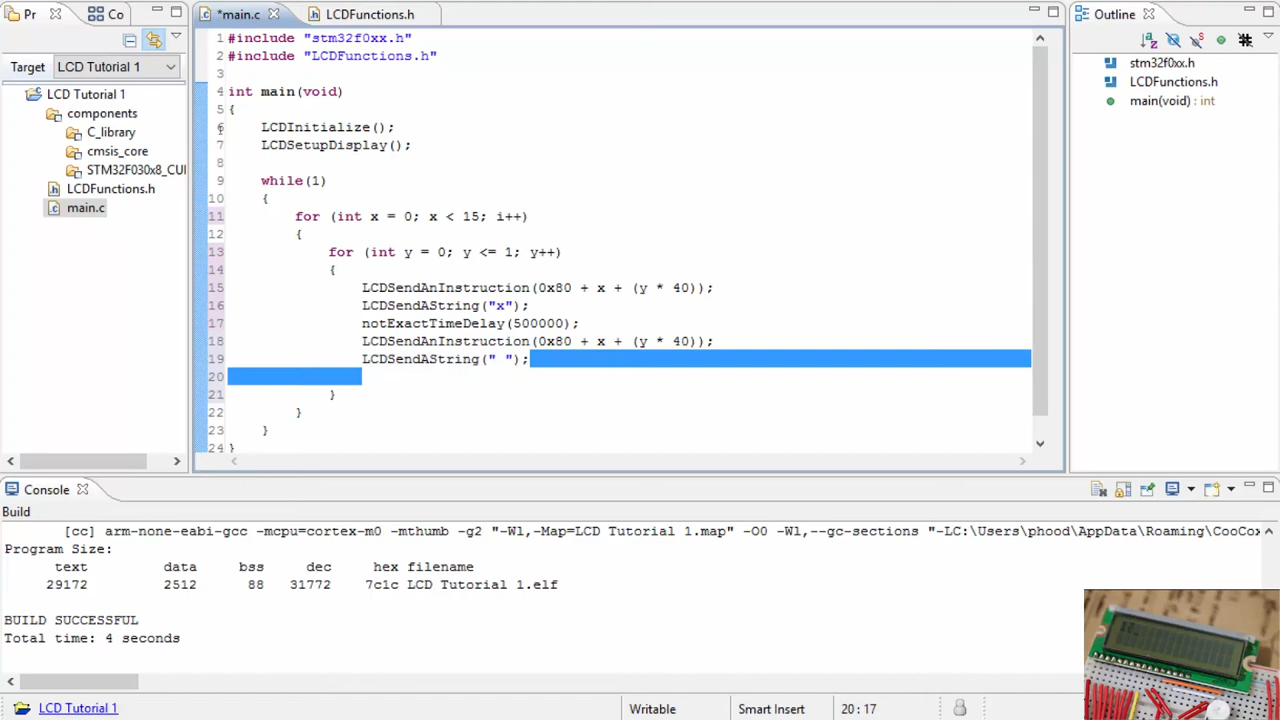 Pr
Co
*main.c
LCDFunctions.h
Outline
Target
LCD Tutorial 1
LCD Tutorial 1
components
C_library
cmsis_core
STM32F030x8_CUI
LCDFunctions.h
main.c
1 #include "stm32f0xx.h"
2 #include "LCDFunctions.h"
3
4 int main(void)
5 {
6 LCDInitialize();
7 LCDSetupDisplay();
8
9 while(1)
10 {
11 for (int x = 0; x < 15; i++)
12 {
13 for (int y = 0; y <= 1; y++)
14 {
15 LCDSendAnInstruction(0x80 + x + (y * 40));
16 LCDSendAString("x");
17 notExactTimeDelay(500000);
18 LCDSendAnInstruction(0x80 + x + (y * 40));
19 LCDSendAString(" ");
20
21 }
22 }
23 }
24 }
stm32f0xx.h
LCDFunctions.h
main(void) : int
Console
Build
[cc] arm-none-eabi-gcc -mcpu=cortex-m0 -mthumb -g2 "-Wl,-Map=LCD Tutorial 1.map" -O0 -Wl,--gc-sections "-LC:\Users\phood\AppData\Roaming\CooCox
Program Size:
text data bss dec hex filename
29172 2512 88 31772 7c1c LCD Tutorial 1.elf
BUILD SUCCESSFUL
Total time: 4 seconds
LCD Tutorial 1
Writable
Smart Insert
20 : 17